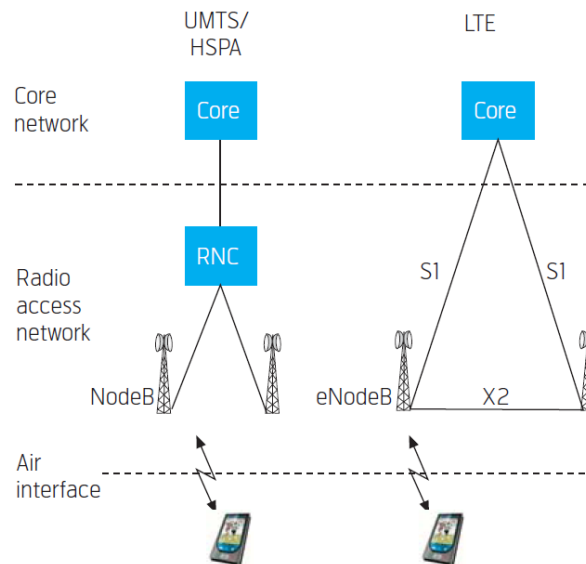 UMTS/
HSPA
LTE
Core
network
Core
Core
RNC
S1
S1
Radio
access
network
NodeB
eNodeB
X2
Air
interface